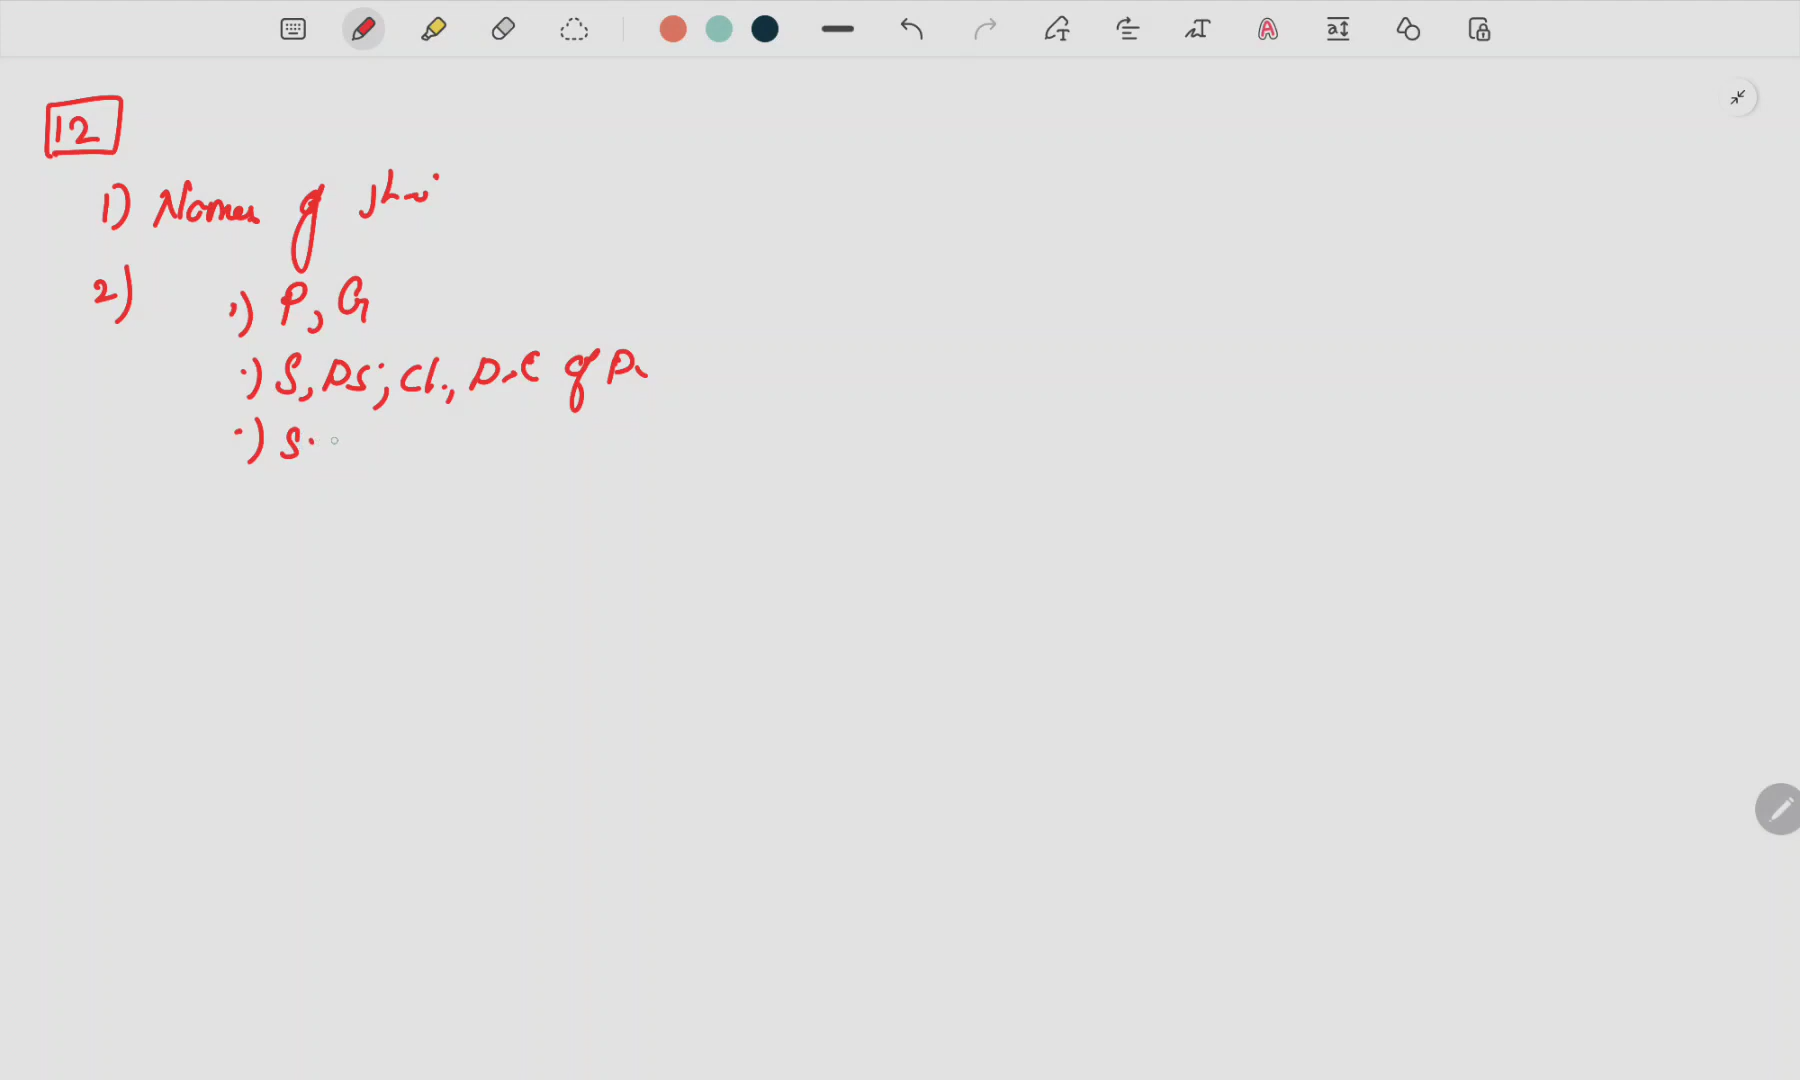 12
1) Names of
2)
i) P, G
) S, DS; Cl., D.C of D.
) S.